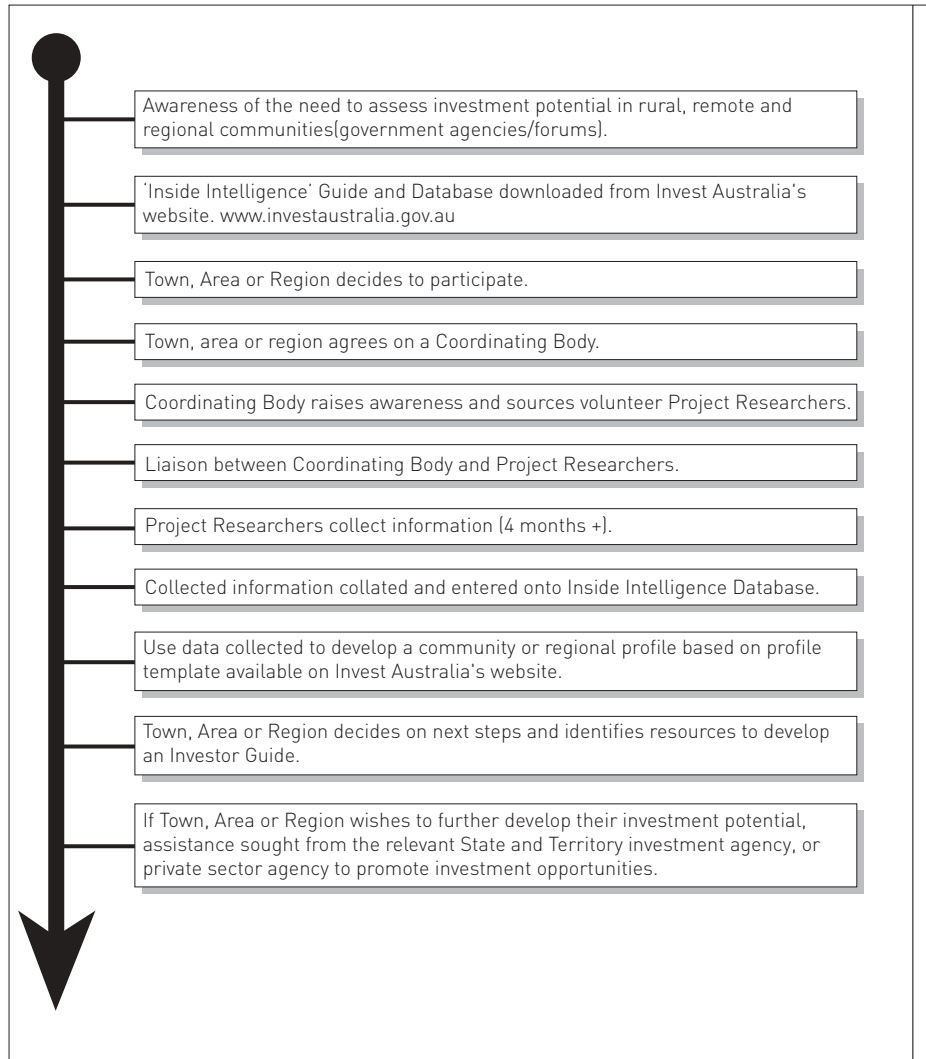 Awareness of the need to assess investment potential in rural, remote and
regional communities(government agencies/forums).
‘Inside Intelligence’ Guide and Database downloaded from Invest Australia's
website. www.investaustralia.gov.au
Town, Area or Region decides to participate.
Town, area or region agrees on a Coordinating Body.
Coordinating Body raises awareness and sources volunteer Project Researchers.
Liaison between Coordinating Body and Project Researchers.
Project Researchers collect information (4 months +).
Collected information collated and entered onto Inside Intelligence Database.
Use data collected to develop a community or regional profile based on profile
template available on Invest Australia's website.
Town, Area or Region decides on next steps and identifies resources to develop
an Investor Guide.
If Town, Area or Region wishes to further develop their investment potential,
assistance sought from the relevant State and Territory investment agency, or
private sector agency to promote investment opportunities.